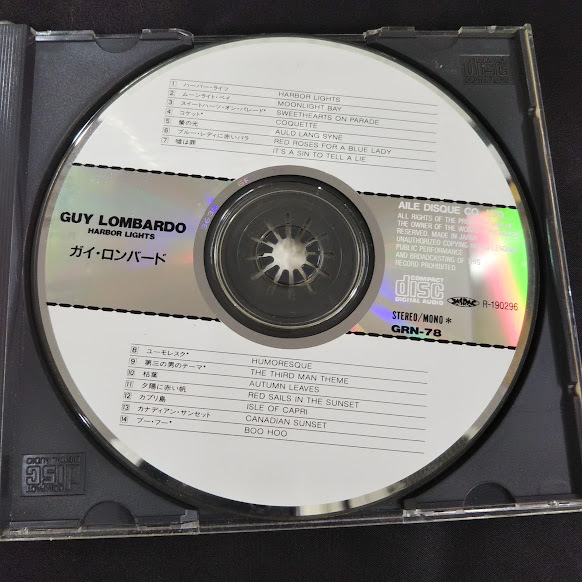 1 ハーバー・ライツ HARBOR LIGHTS
2 ムーンライト・ベイ MOONLIGHT BAY
3 スイートハーツ・オン・パレード* SWEETHEARTS ON PARADE
4 コケット* COQUETTE
5 蛍の光 AULD LANG SYNE
6 ブルー・レディに赤いバラ RED ROSES FOR A BLUE LADY
7 嘘は罪 IT'S A SIN TO TELL A LIE
GUY LOMBARDO
HARBOR LIGHTS
ガイ・ロンバード
AILE DISQUE CO.
ALL RIGHTS OF THE
THE OWNER OF THE
RESERVED. MADE IN JAPAN
UNAUTHORIZED COPYING
PUBLIC PERFORMANCE
AND BROADCASTING OF THIS
RECORD PROHIBITED
COMPACT
disc
DIGITAL AUDIO
R-190296
STEREO/MONO *
GRN-78
8 ユーモレスク* HUMORESQUE
9 第三の男のテーマ* THE THIRD MAN THEME
10 枯葉 AUTUMN LEAVES
11 夕陽に赤い帆 RED SAILS IN THE SUNSET
12 カプリ島 ISLE OF CAPRI
13 カナディアン・サンセット CANADIAN SUNSET
14 ブー・フー* BOO HOO